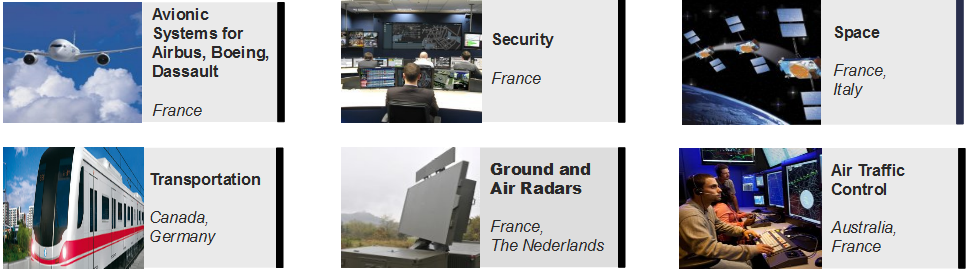 Avionic
Systems for
Airbus, Boeing,
Dassault
France
Security
France
Space
France,
Italy
Transportation
Canada,
Germany
Ground and
Air Radars
France,
The Nederlands
Air Traffic
Control
Australia,
France